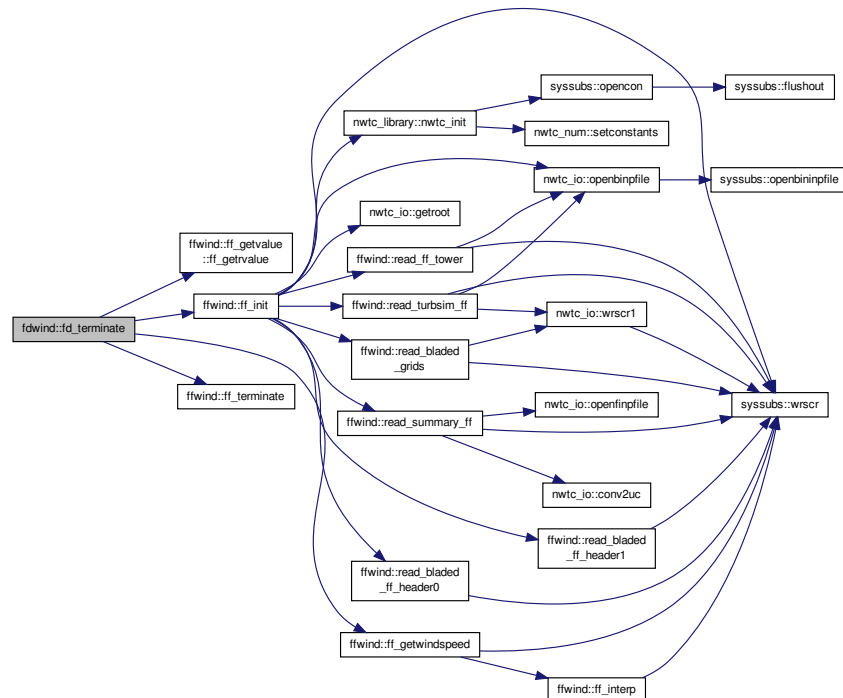 syssubs::opencon
syssubs::flushout
nwtc_library::nwtc_init
nwtc_num::setconstants
nwtc_io::openbinpfile
syssubs::openbininpfile
nwtc_io::getroot
ffwind::ff_getvalue
::ff_getrvalue
ffwind::read_ff_tower
ffwind::ff_init
ffwind::read_turbsim_ff
nwtc_io::wrscr1
fdwind::fd_terminate
ffwind::read_bladed
_grids
ffwind::ff_terminate
nwtc_io::openfinpfile
syssubs::wrscr
ffwind::read_summary_ff
nwtc_io::conv2uc
ffwind::read_bladed
_ff_header1
ffwind::read_bladed
_ff_header0
ffwind::ff_getwindspeed
ffwind::ff_interp